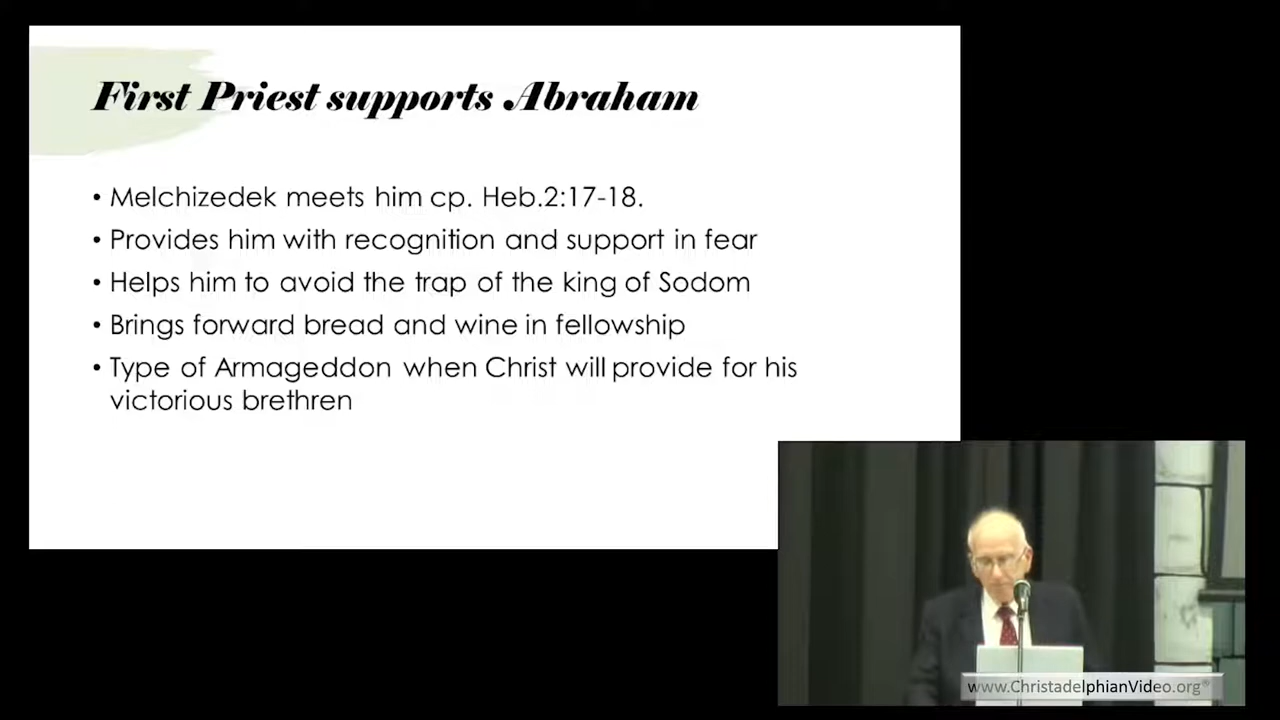 First Priest supports Abraham
• Melchizedek meets him cp. Heb.2:17-18.
• Provides him with recognition and support in fear
• Helps him to avoid the trap of the king of Sodom
• Brings forward bread and wine in fellowship
• Type of Armageddon when Christ will provide for his
victorious brethren
www.ChristadelphianVideo.org®